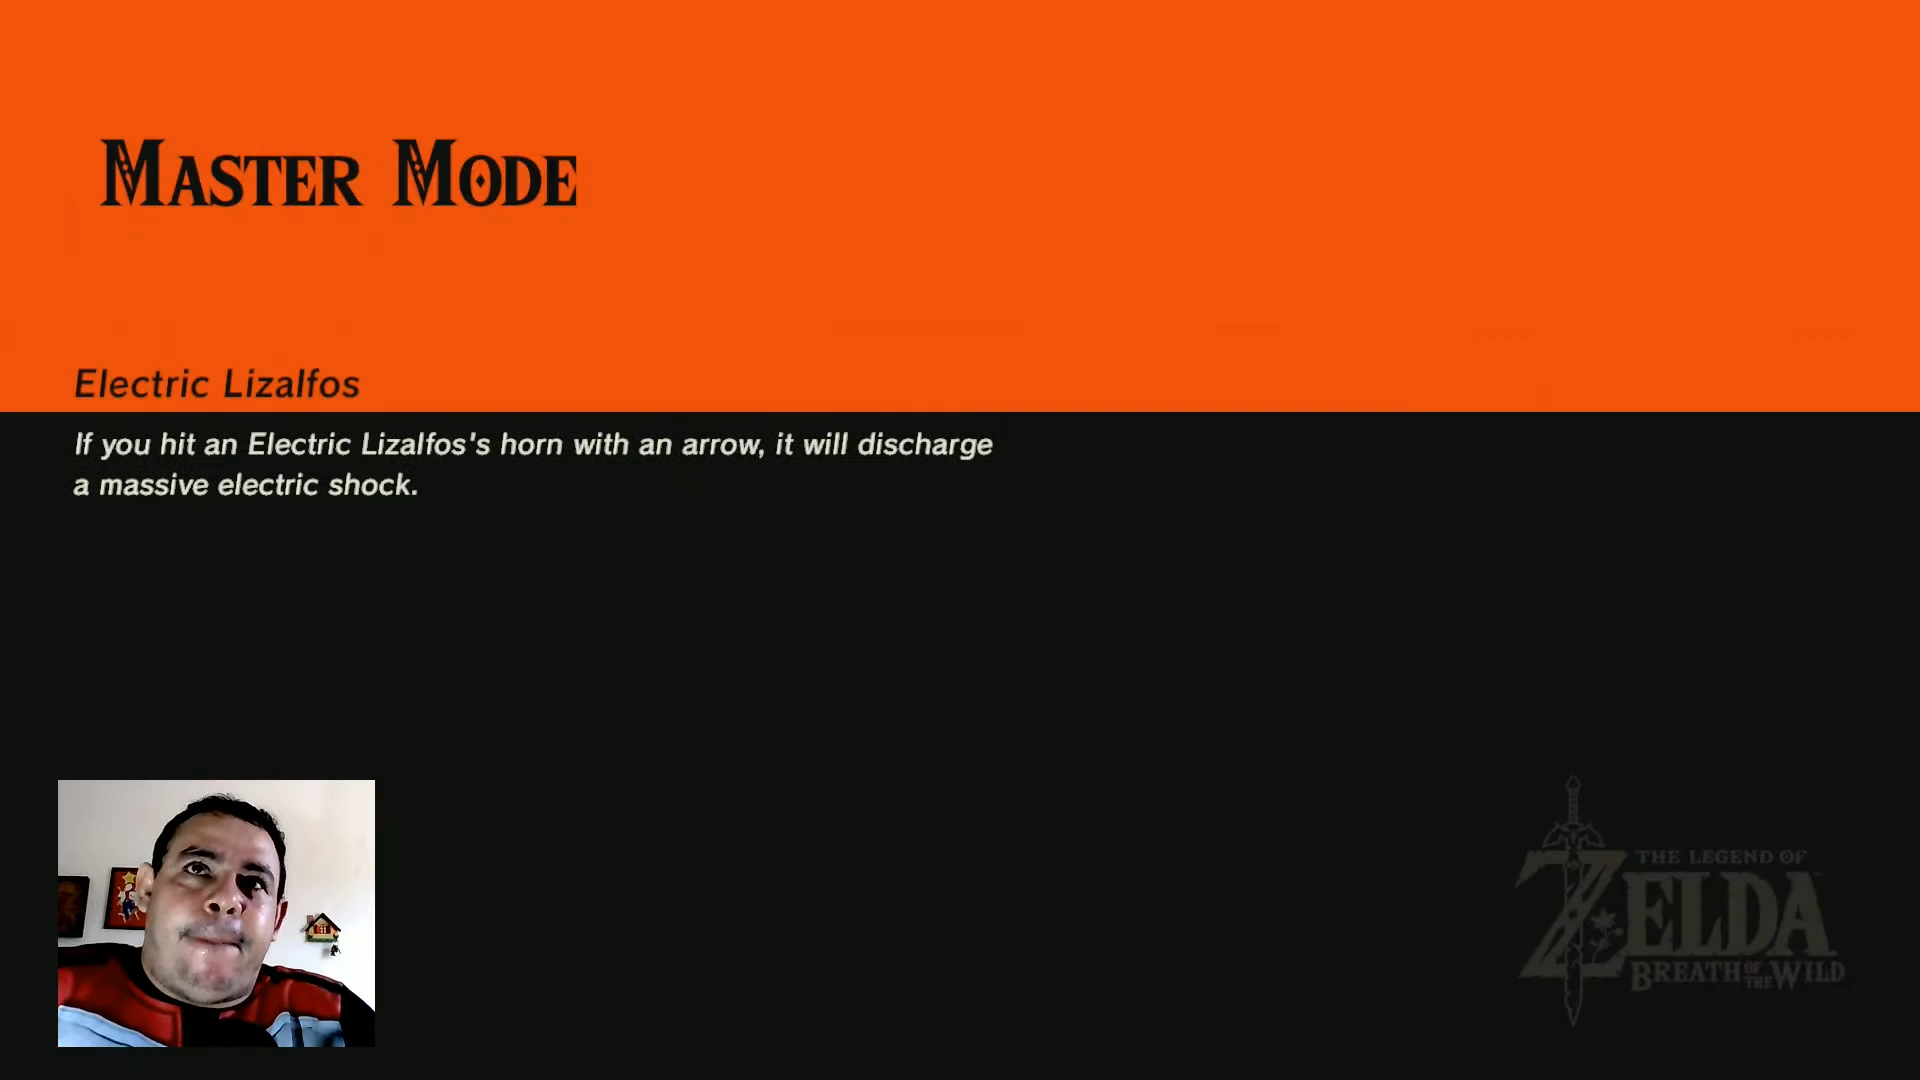 MASTER MODE
Electric Lizalfos
If you hit an Electric Lizalfos's horn with an arrow, it will discharge
a massive electric shock.
THE LEGEND OF
ZELDA
BREATH OF THE WILD